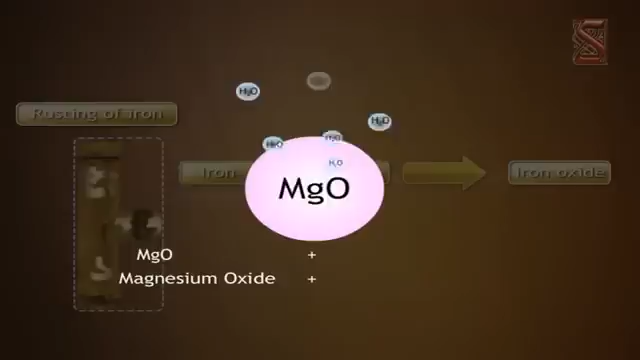 H₂O
H₂O
Rusting of iron
H₂O
H₂O
H₂O
Iron
Iron oxide
MgO
MgO +
Magnesium Oxide +